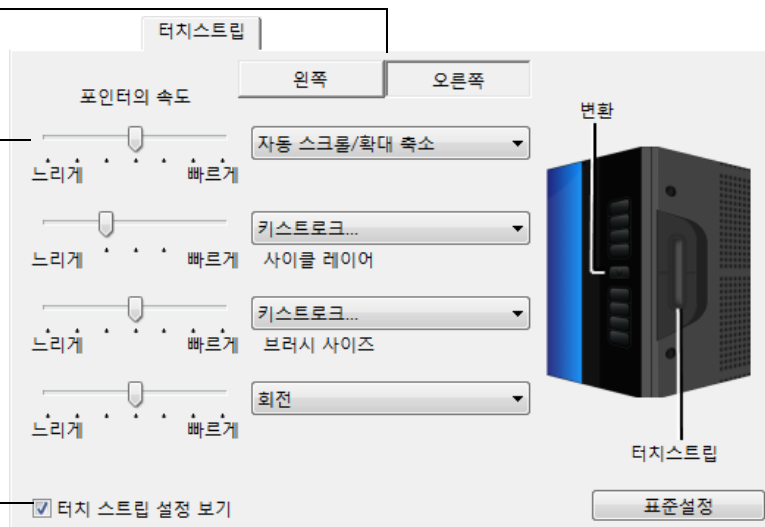 터치스트립
포인터의 속도
왼쪽
오른쪽
변환
자동 스크롤/확대 축소
느리게 빠르게
키스트로크...
느리게 빠르게
사이클 레이어
키스트로크...
느리게 빠르게
브러시 사이즈
회전
느리게 빠르게
터치스트립
터치 스트립 설정 보기
표준설정